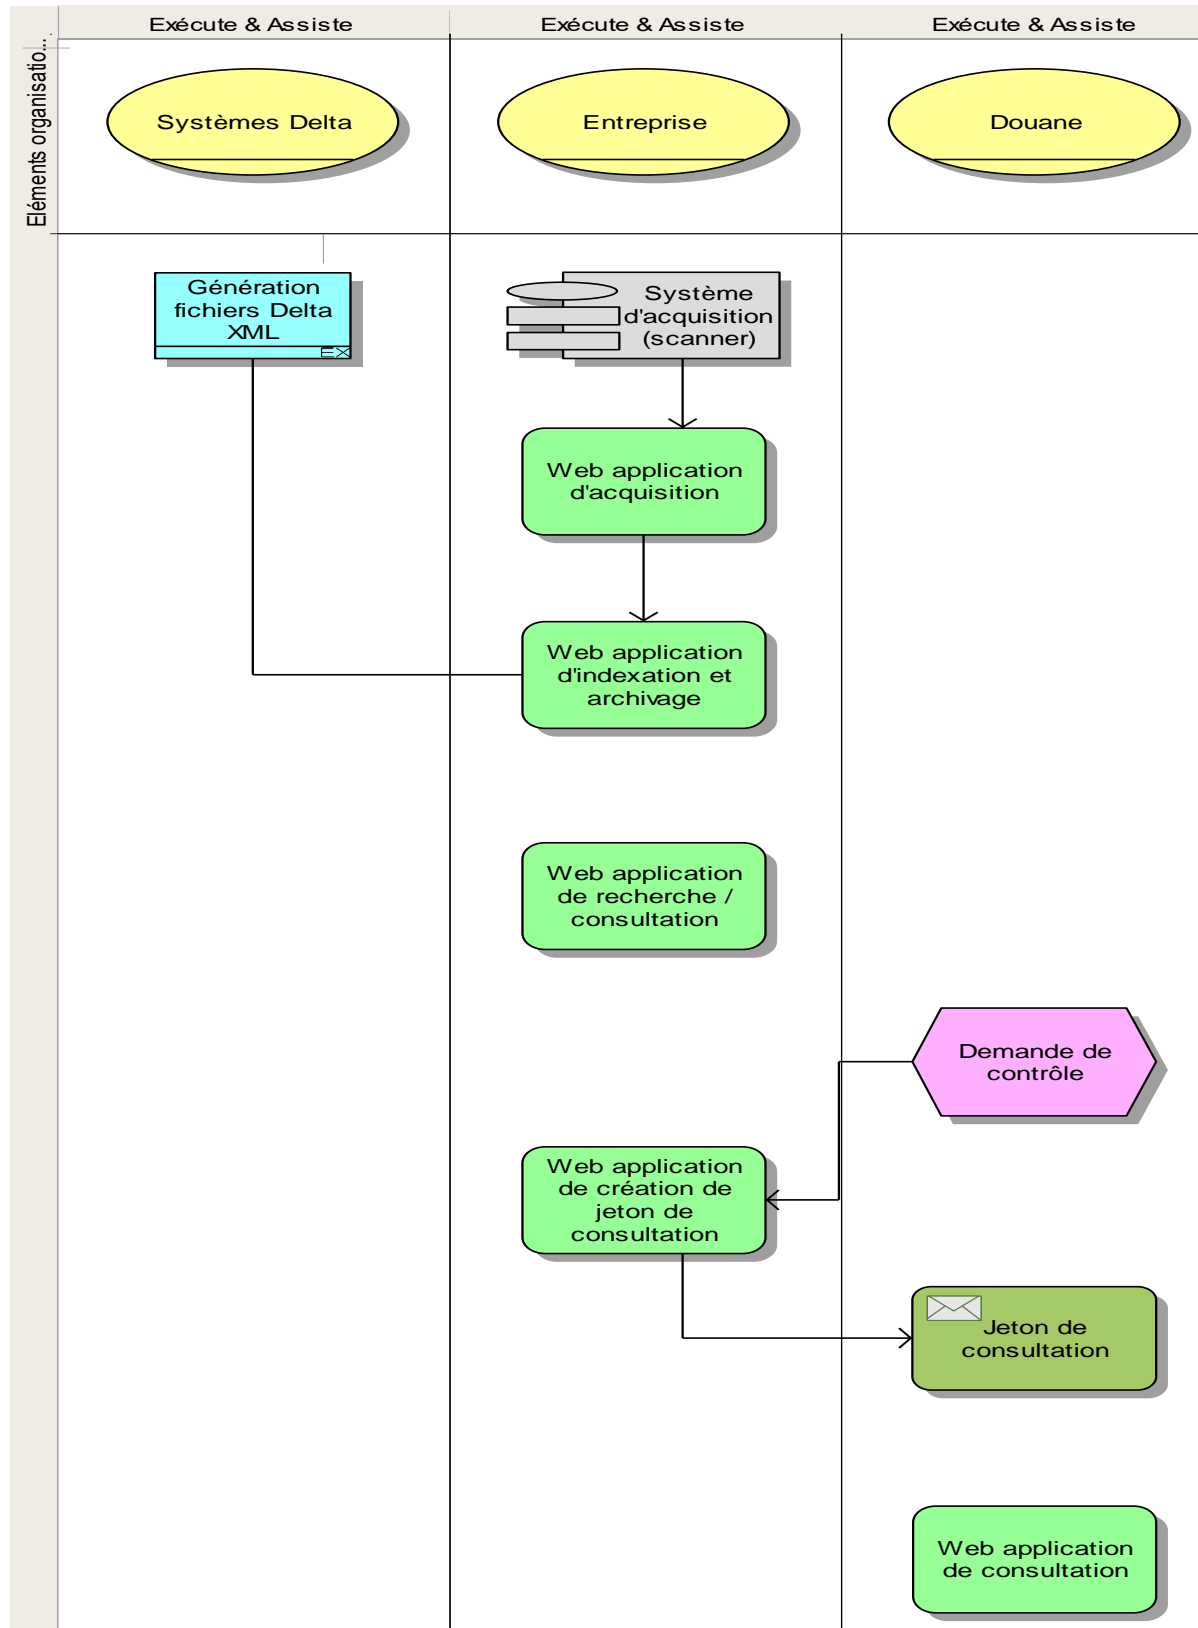 Exécute & Assiste
Exécute & Assiste
Exécute & Assiste
Eléments organisatio...
Systèmes Delta
Entreprise
Douane
Génération
fichiers Delta
XML
EX
Système
d'acquisition
(scanner)
Web application
d'acquisition
Web application
d'indexation et
archivage
Web application
de recherche /
consultation
Demande de
contrôle
Web application
de création de
jeton de
consultation
Jeton de
consultation
Web application
de consultation